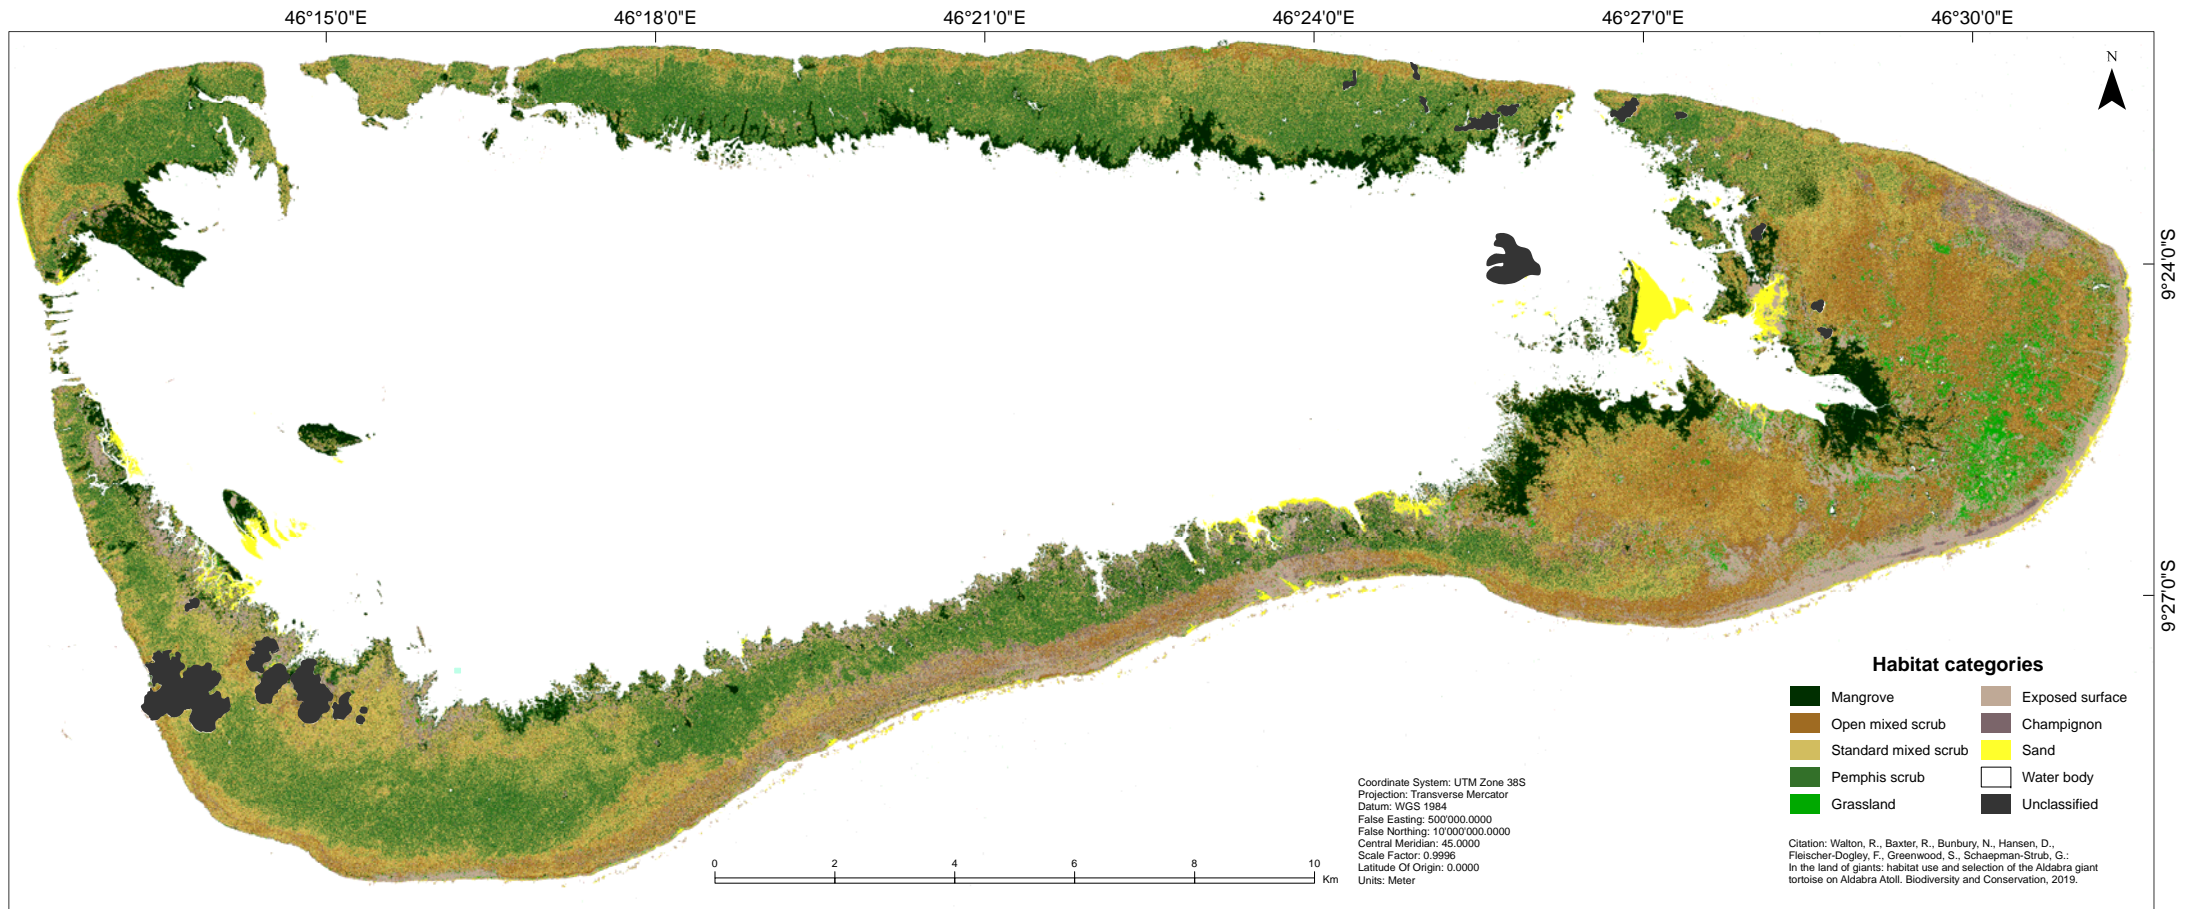 46°15'0"E 46°18'0"E 46°21'0"E 46°24'0"E 46°27'0"E 46°30'0"E
N
9°24'0"S
9°27'0"S
Habitat categories
Mangrove
Open mixed scrub
Standard mixed scrub
Pemphis scrub
Grassland
Exposed surface
Champignon
Sand
Water body
Unclassified
Coordinate System: UTM Zone 38S
Projection: Transverse Mercator
Datum: WGS 1984
False Easting: 500'000.0000
False Northing: 10'000'000.0000
Central Meridian: 45.0000
Scale Factor: 0.9996
Latitude Of Origin: 0.0000
Units: Meter
0 2 4 6 8 10
Km
Citation: Walton, R., Baxter, R., Bunbury, N., Hansen, D.,
Fleischer-Dogley, F., Greenwood, S., Schaepman-Strub, G.:
In the land of giants: habitat use and selection of the Aldabra giant
tortoise on Aldabra Atoll. Biodiversity and Conservation, 2019.